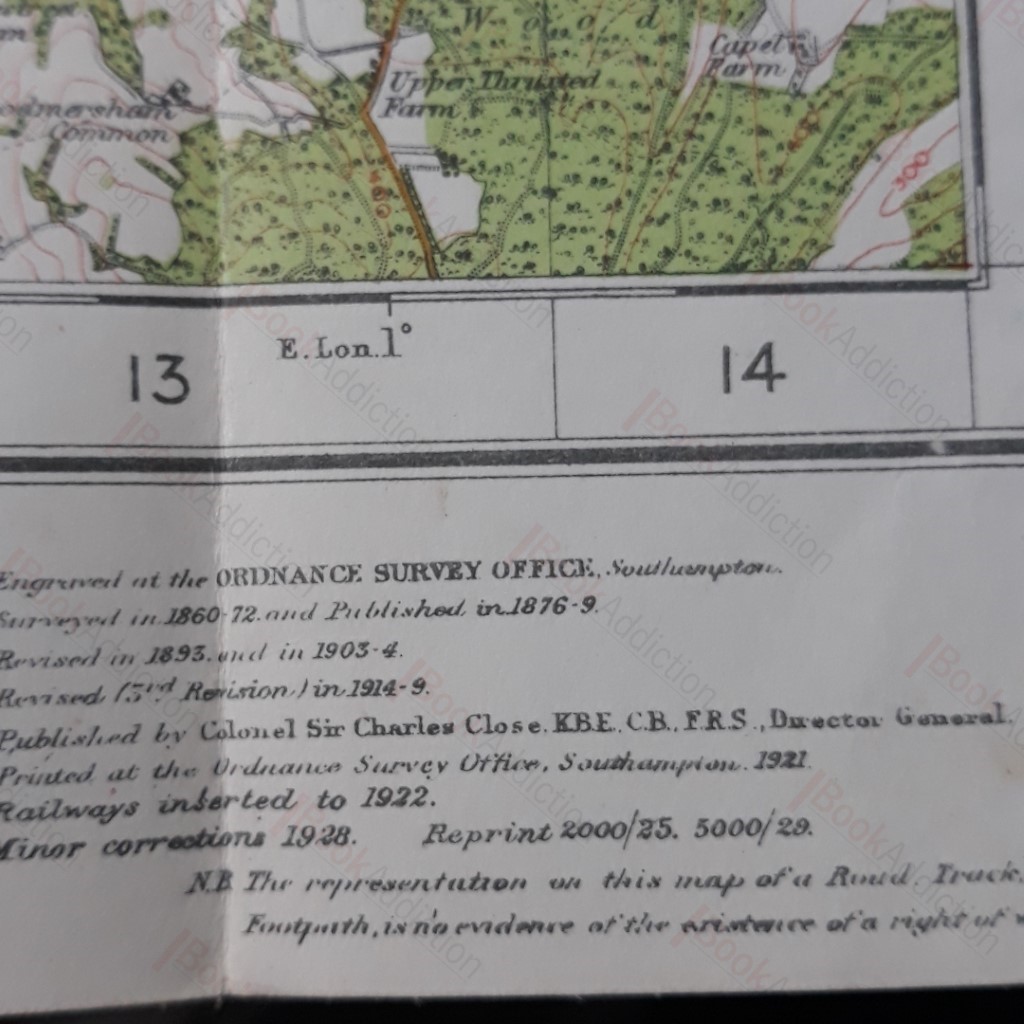 Wood
Capel
Farm
Upper Thrusted
Farm
Common
400
300
E. Lon. 1°
13
14
Engraved at the ORDNANCE SURVEY OFFICE, Southampton.
Surveyed in 1860-72 and Published in 1876-9.
Revised in 1893. and in 1903-4.
Revised (3rd Revision) in 1914-9.
Published by Colonel Sir Charles Close, K.B.E., C.B., F.R.S., Director General.
Printed at the Ordnance Survey Office, Southampton. 1921.
Railways inserted to 1922.
Minor corrections 1928. Reprint 2000/25. 5000/29.
N.B. The representation on this map of a Road, Track,
Footpath, is no evidence of the existence of a right of
BookAddiction